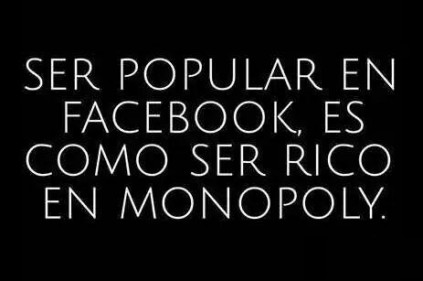 SER POPULAR EN
FACEBOOK, ES
COMO SER RICO
EN MONOPOLY.